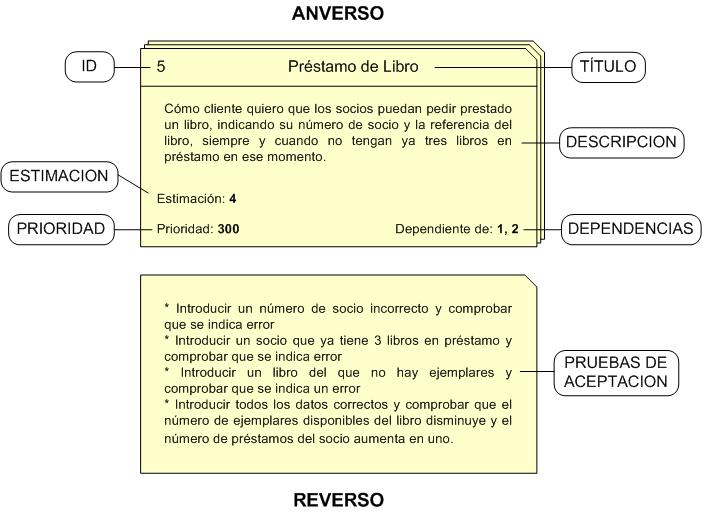 ANVERSO
ID
5
Préstamo de Libro
TÍTULO
Cómo cliente quiero que los socios puedan pedir prestado
un libro, indicando su número de socio y la referencia del
libro, siempre y cuando no tengan ya tres libros en
préstamo en ese momento.
DESCRIPCION
ESTIMACION
Estimación: 4
PRIORIDAD
Prioridad: 300
Dependiente de: 1, 2
DEPENDENCIAS
* Introducir un número de socio incorrecto y comprobar
que se indica error
* Introducir un socio que ya tiene 3 libros en préstamo y
comprobar que se indica error
* Introducir un libro del que no hay ejemplares y
comprobar que se indica un error
* Introducir todos los datos correctos y comprobar que el
número de ejemplares disponibles del libro disminuye y el
número de préstamos del socio aumenta en uno.
PRUEBAS DE
ACEPTACION
REVERSO